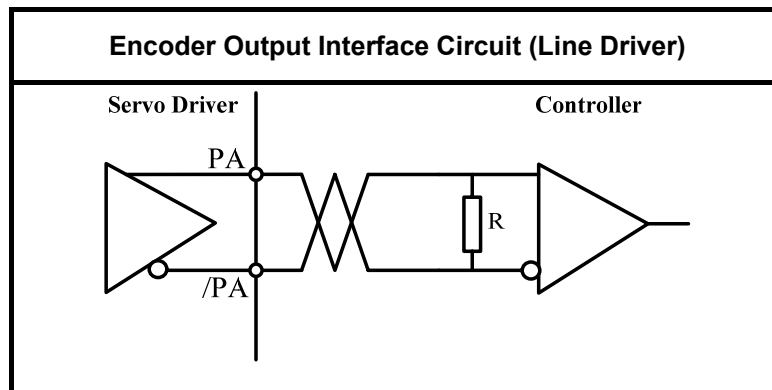 Encoder Output Interface Circuit (Line Driver)
Servo Driver
Controller
PA
R
/PA